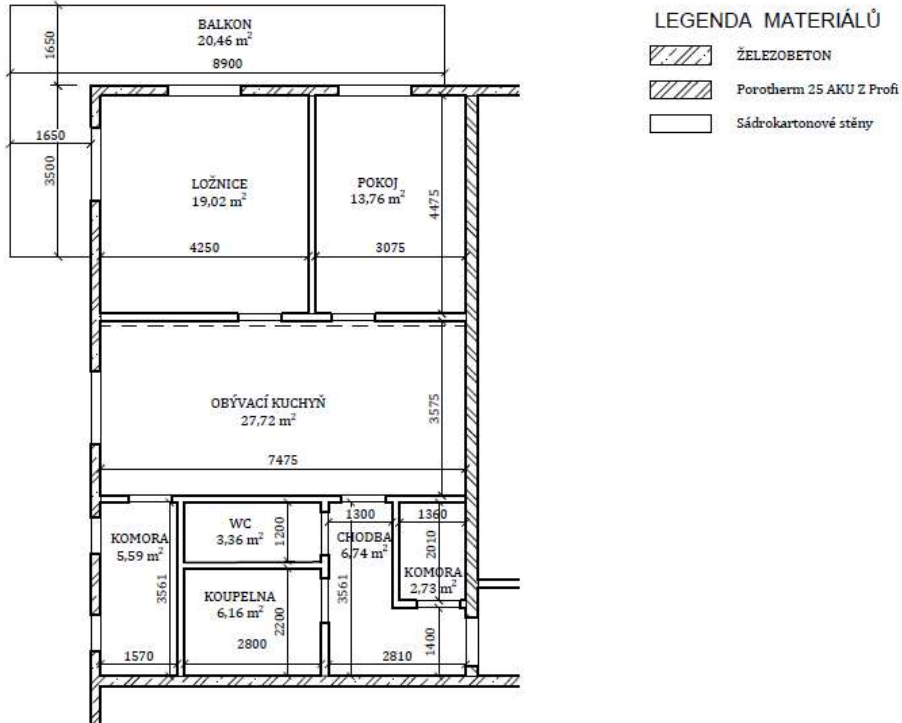 BALKON
20,46 m²
8900
1650
1650
3500
LOŽNICE
19,02 m²
4250
POKOJ
13,76 m²
3075
4475
OBÝVACÍ KUCHYŇ
27,72 m²
7475
3575
KOMORA
5,59 m²
3561
1570
WC
3,36 m²
1200
KOUPELNA
6,16 m²
2200
2800
1300
CHODBA
6,74 m²
3561
2810
1360
2010
KOMORA
2,73 m²
1400
LEGENDA MATERIÁLŮ
ŽELEZOBETON
Porotherm 25 AKU Z Profi
Sádrokartonové stěny